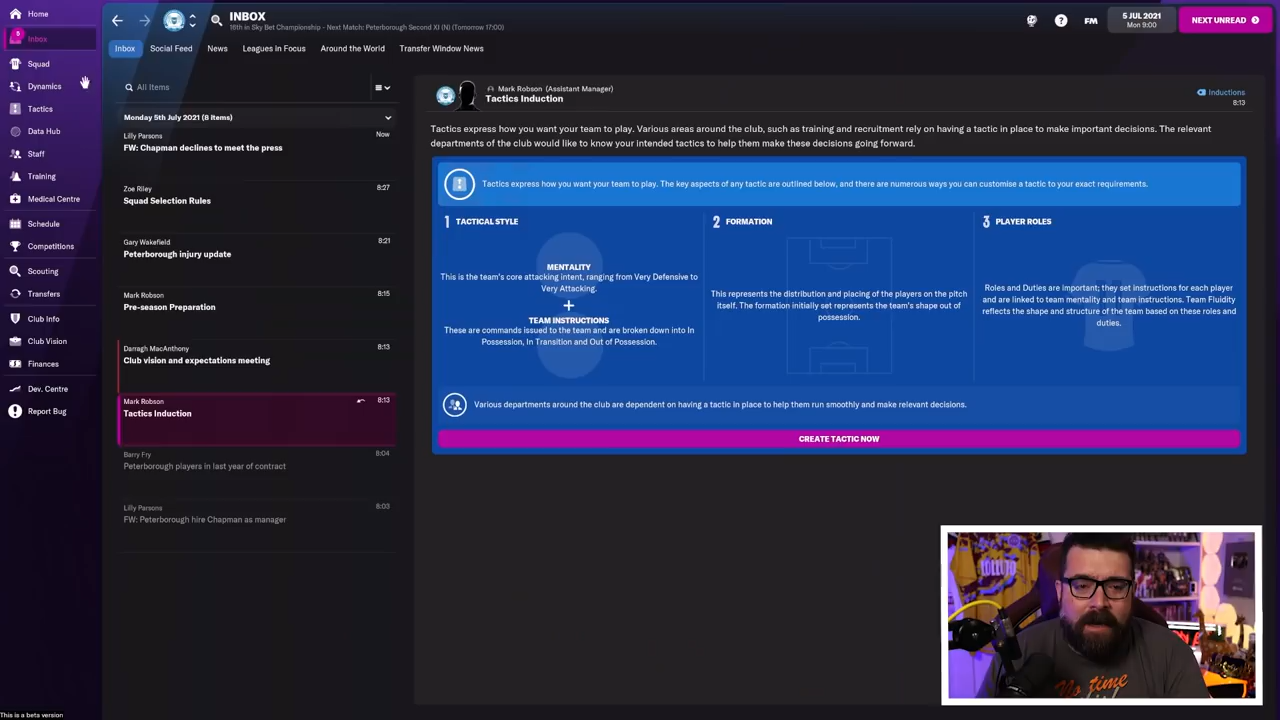 Home
Inbox
Squad
Dynamics
Tactics
Data Hub
Staff
Training
Medical Centre
Schedule
Competitions
Scouting
Transfers
Club Info
Club Vision
Finances
Dev. Centre
Report Bug
This is a beta version
INBOX
16th in Sky Bet Championship - Next Match: Peterborough Second XI (N) (Tomorrow 17:00)
FM
5 JUL 2021
Mon 9:00
NEXT UNREAD
Inbox
Social Feed
News
Leagues in Focus
Around the World
Transfer Window News
All Items
Monday 5th July 2021 (8 items)
Lilly Parsons
Now
FW: Chapman declines to meet the press
Zoe Riley
8:27
Squad Selection Rules
Gary Wakefield
8:21
Peterborough injury update
Mark Robson
8:15
Pre-season Preparation
Darragh MacAnthony
8:13
Club vision and expectations meeting
Mark Robson
8:13
Tactics Induction
Barry Fry
8:04
Peterborough players in last year of contract
Lilly Parsons
8:03
FW: Peterborough hire Chapman as manager
Mark Robson (Assistant Manager)
Tactics Induction
Inductions
8:13
Tactics express how you want your team to play. Various areas around the club, such as training and recruitment rely on having a tactic in place to make important decisions. The relevant
departments of the club would like to know your intended tactics to help them make these decisions going forward.
Tactics express how you want your team to play. The key aspects of any tactic are outlined below, and there are numerous ways you can customise a tactic to your exact requirements.
1 TACTICAL STYLE
MENTALITY
This is the team's core attacking intent, ranging from Very Defensive to
Very Attacking.
+
TEAM INSTRUCTIONS
These are commands issued to the team and are broken down into In
Possession, In Transition and Out of Possession.
2 FORMATION
This represents the distribution and placing of the players on the pitch
itself. The formation initially set represents the team's shape out of
possession.
3 PLAYER ROLES
Roles and Duties are important; they set instructions for each player
and are linked to team mentality and team instructions. Team Fluidity
reflects the shape and structure of the team based on these roles and
duties.
Various departments around the club are dependent on having a tactic in place to help them run smoothly and make relevant decisions.
CREATE TACTIC NOW
No time